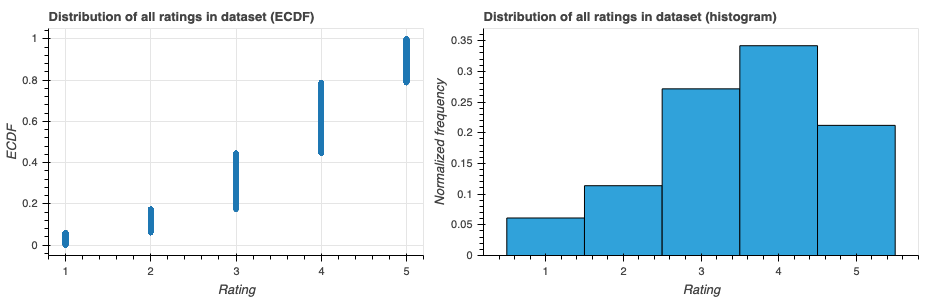 Distribution of all ratings in dataset (ECDF)
1
0.8
0.6
0.4
0.2
0
ECDF
1 2 3 4 5
Rating
Distribution of all ratings in dataset (histogram)
0.35
0.3
0.25
0.2
0.15
0.1
0.05
0
Normalized frequency
1 2 3 4 5
Rating